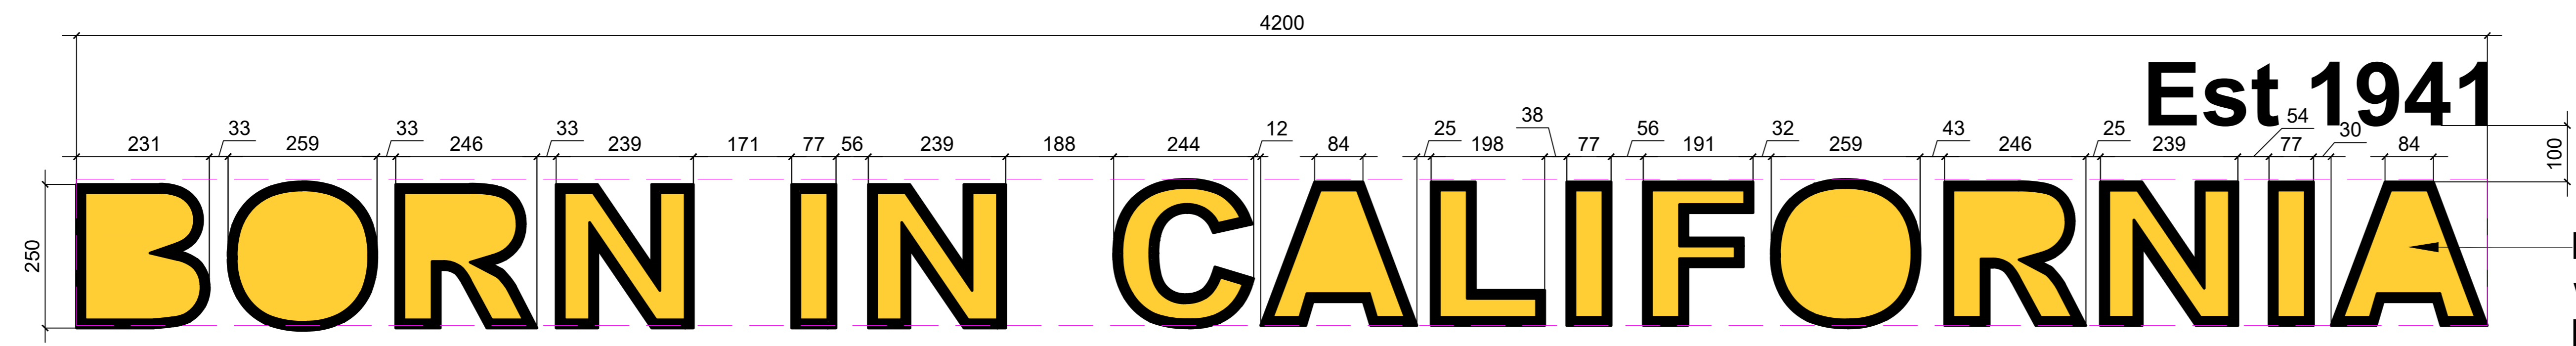 4200
Est 1941
231 33 259 33 246 33 239 171 77 56 239 188 244 12 84 25 198 38 77 56 191 32 259 43 246 25 239 54 77 30 84
100
250
BORN IN CALIFORNIA